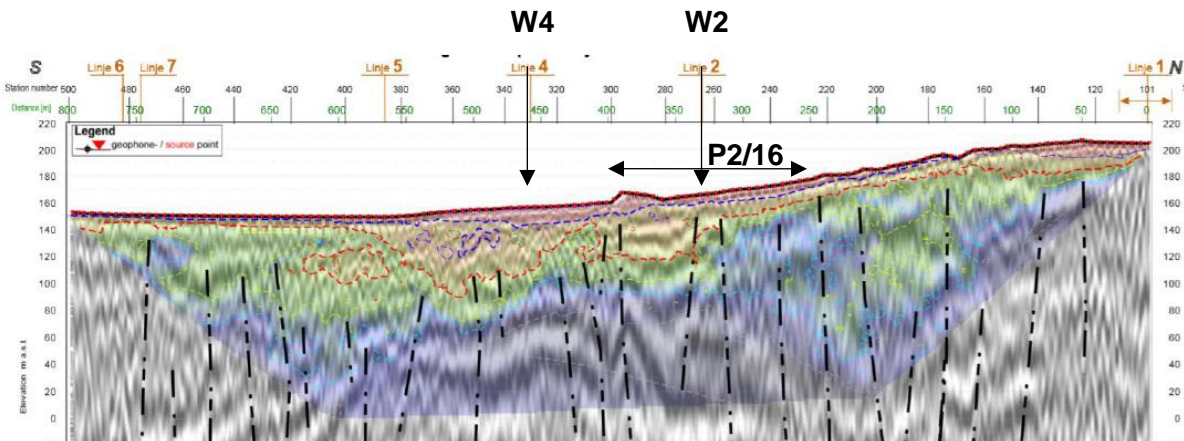 W4 W2
S Linje 6 Linje 7 Linje 5 Linje 4 Linje 2 Linje 1 N
Station number 500 480 460 440 420 400 380 360 340 320 300 280 260 240 220 200 180 160 140 120 101
Distance [m] 800 750 700 650 600 550 500 450 400 350 300 250 200 150 100 50 0
220 220
Legend
geophone- / source point
200 200
P2/16
180 180
160 160
140 140
120 120
100 100
80 80
60 60
40 40
20 20
0 0
Elevation m a.s.l.